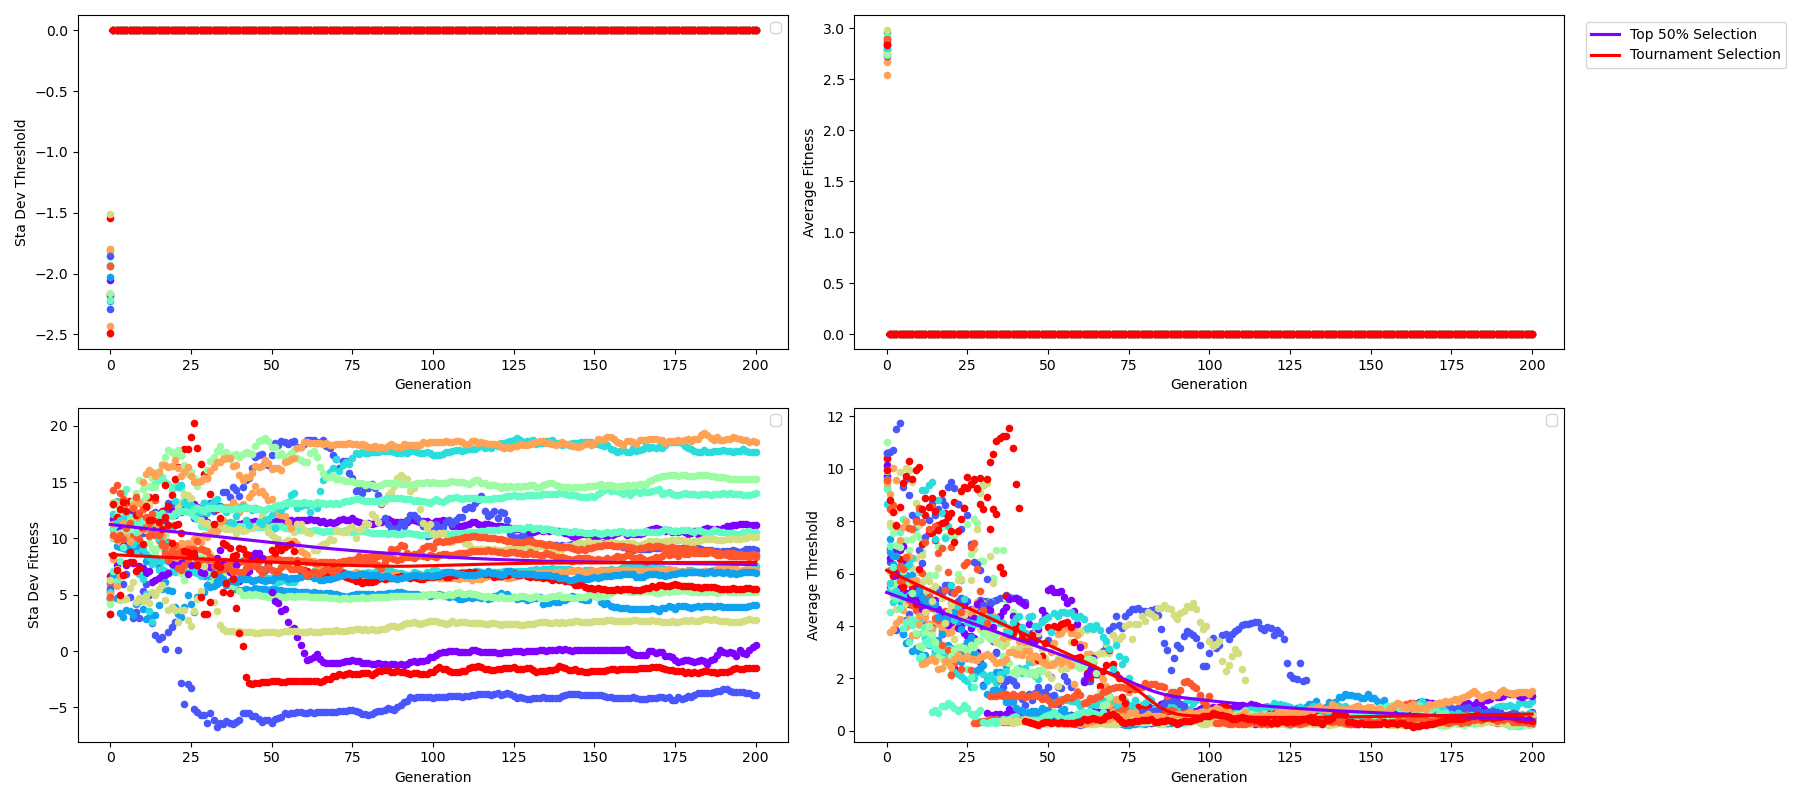 0.0
−0.5
−1.0
−1.5
−2.0
−2.5
Sta Dev Threshold
0 25 50 75 100 125 150 175 200
Generation
3.0
2.5
2.0
1.5
1.0
0.5
0.0
Average Fitness
0 25 50 75 100 125 150 175 200
Generation
Top 50% Selection
Tournament Selection
20
15
10
5
0
−5
Sta Dev Fitness
0 25 50 75 100 125 150 175 200
Generation
12
10
8
6
4
2
0
Average Threshold
0 25 50 75 100 125 150 175 200
Generation